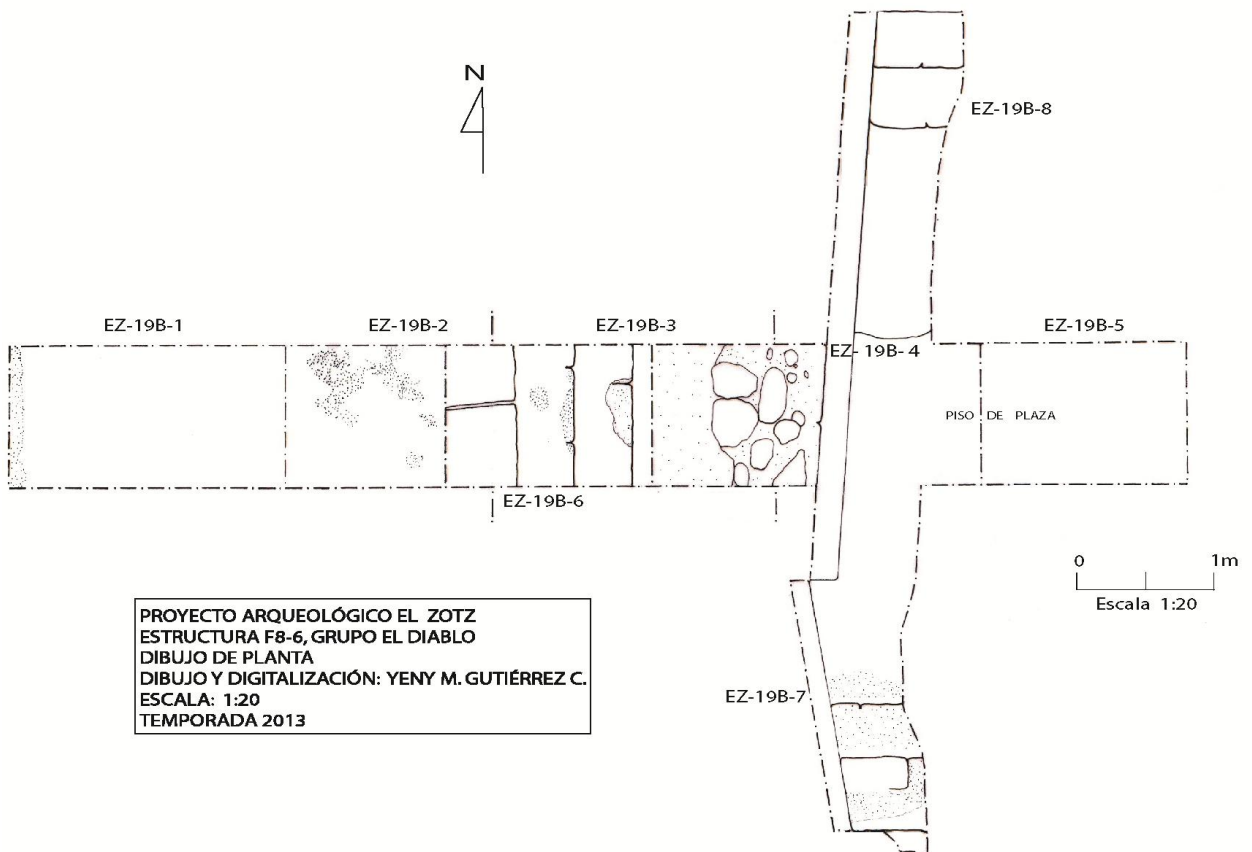 N
EZ-19B-8
EZ-19B-1
EZ-19B-2
EZ-19B-3
EZ- 19B- 4
EZ-19B-5
PISO DE PLAZA
EZ-19B-6
0 1m
Escala 1:20
PROYECTO ARQUEOLÓGICO EL ZOTZ
ESTRUCTURA F8-6, GRUPO EL DIABLO
DIBUJO DE PLANTA
DIBUJO Y DIGITALIZACIÓN: YENY M. GUTIÉRREZ C.
ESCALA: 1:20
TEMPORADA 2013
EZ-19B-7